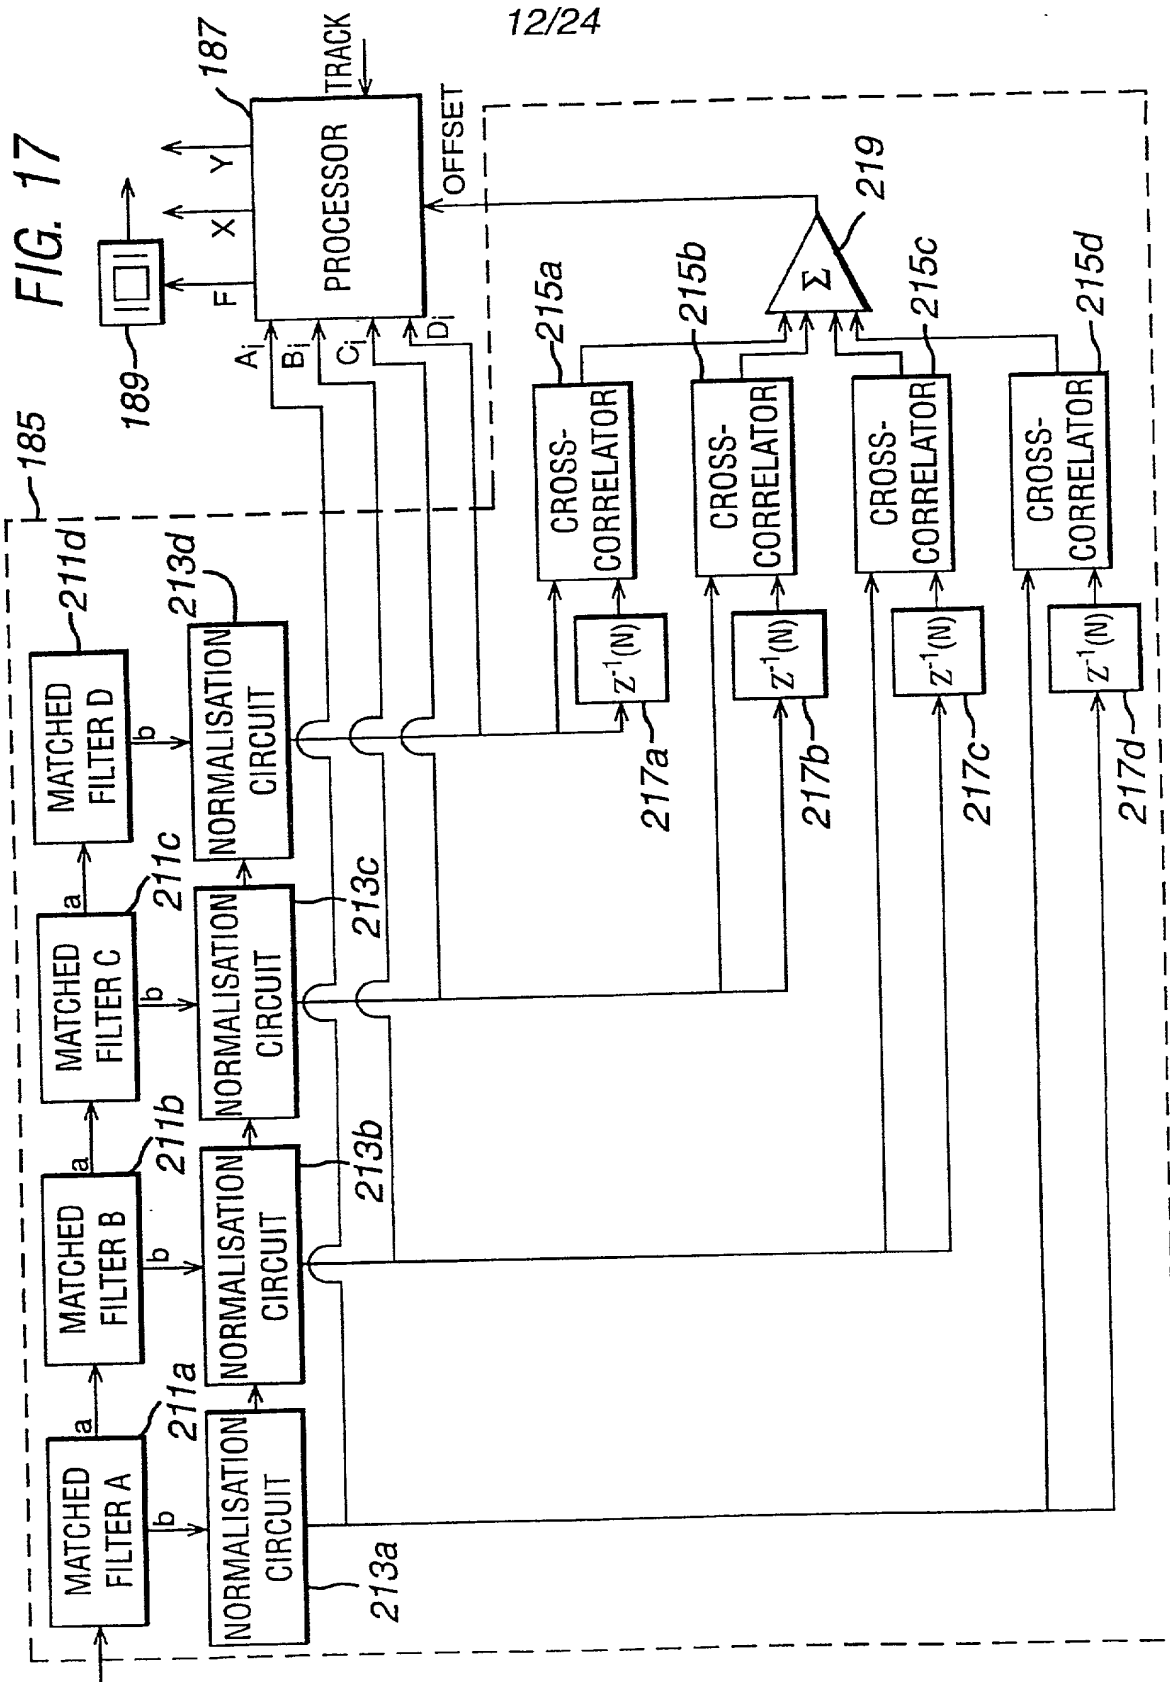 12/24
FIG. 17
185
189
187
F
X
Y
PROCESSOR
TRACK
OFFSET
Ai
Bi
Ci
Di
MATCHED
FILTER A
211a
a
b
MATCHED
FILTER B
211b
a
b
MATCHED
FILTER C
211c
a
b
MATCHED
FILTER D
211d
b
NORMALISATION
CIRCUIT
213a
NORMALISATION
CIRCUIT
213b
NORMALISATION
CIRCUIT
213c
NORMALISATION
CIRCUIT
213d
Z⁻¹(N)
217a
CROSS-
CORRELATOR
215a
Z⁻¹(N)
217b
CROSS-
CORRELATOR
215b
Z⁻¹(N)
217c
CROSS-
CORRELATOR
215c
Z⁻¹(N)
217d
CROSS-
CORRELATOR
215d
Σ
219